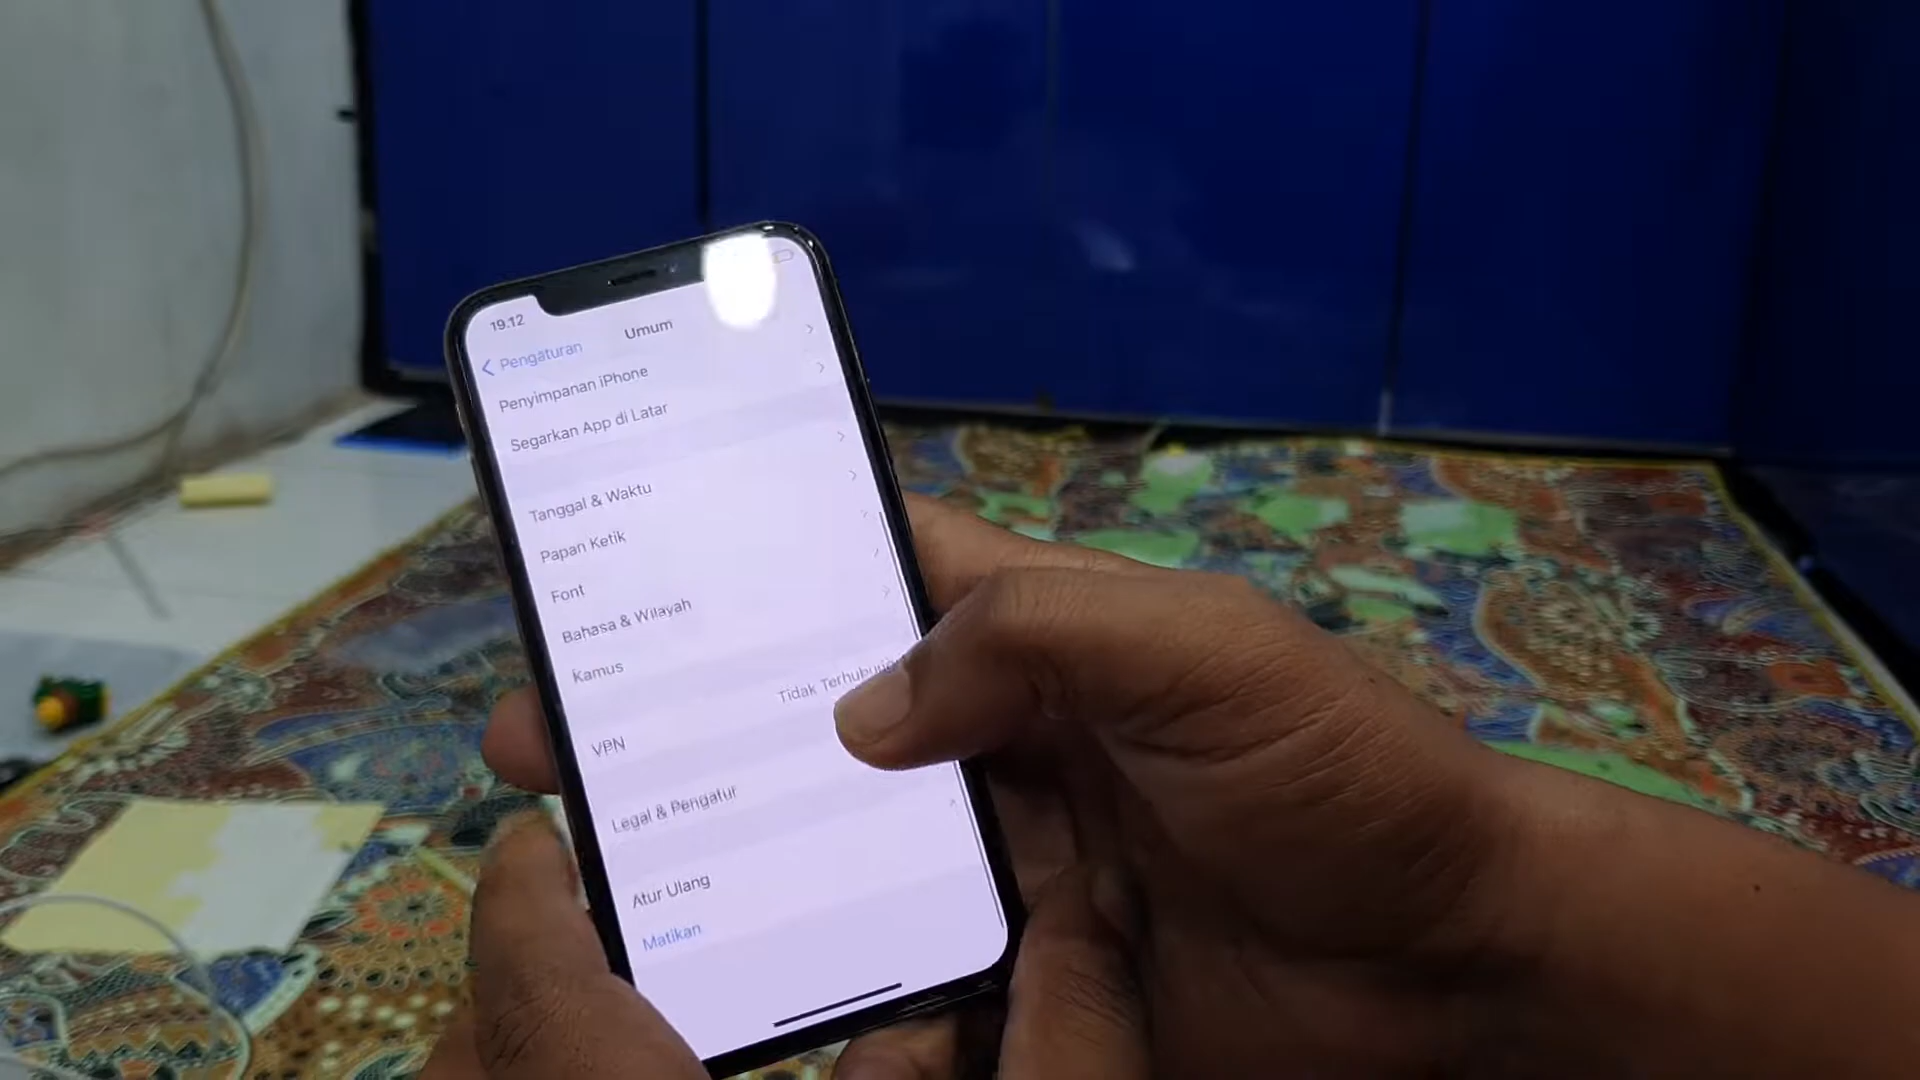 19.12
Pengaturan
Umum
Penyimpanan iPhone
Segarkan App di Latar
Tanggal & Waktu
Papan Ketik
Font
Bahasa & Wilayah
Kamus
VPN
Tidak
Legal & Pengatur
Atur Ulang
Matikan